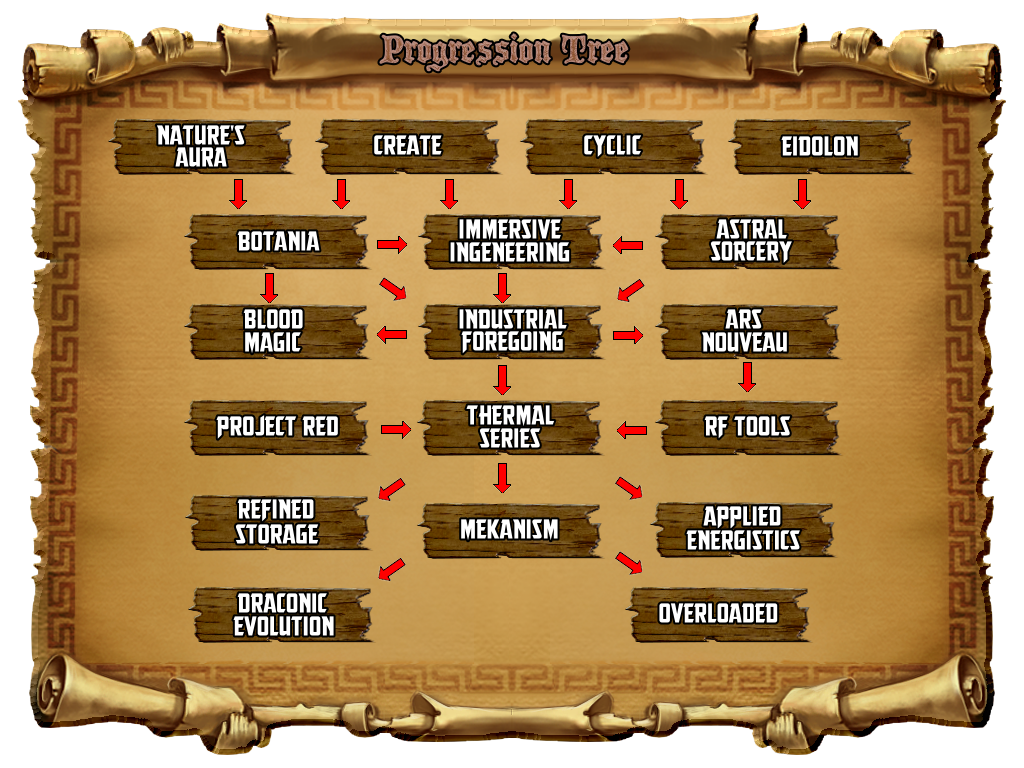 Progression Tree
NATURE'S
AURA
CREATE
CYCLIC
EIDOLON
BOTANIA
IMMERSIVE
INGENEERING
ASTRAL
SORCERY
BLOOD
MAGIC
INDUSTRIAL
FOREGOING
ARS
NOUVEAU
PROJECT RED
THERMAL
SERIES
RF TOOLS
REFINED
STORAGE
MEKANISM
APPLIED
ENERGISTICS
DRACONIC
EVOLUTION
OVERLOADED